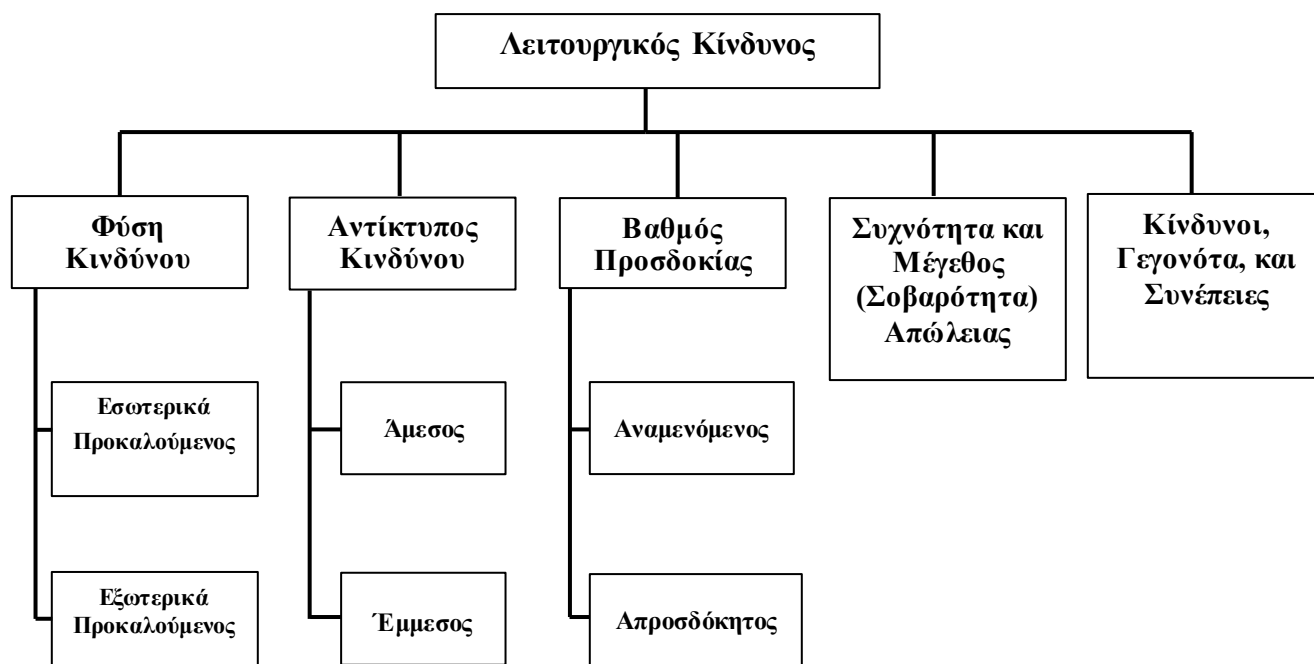 Λειτουργικός Κίνδυνος
Φύση
Κινδύνου
Αντίκτυπος
Κινδύνου
Βαθμός
Προσδοκίας
Συχνότητα και
Μέγεθος
(Σοβαρότητα)
Απώλειας
Κίνδυνοι,
Γεγονότα, και
Συνέπειες
Εσωτερικά
Προκαλούμενος
Άμεσος
Αναμενόμενος
Εξωτερικά
Προκαλούμενος
Έμμεσος
Απροσδόκητος